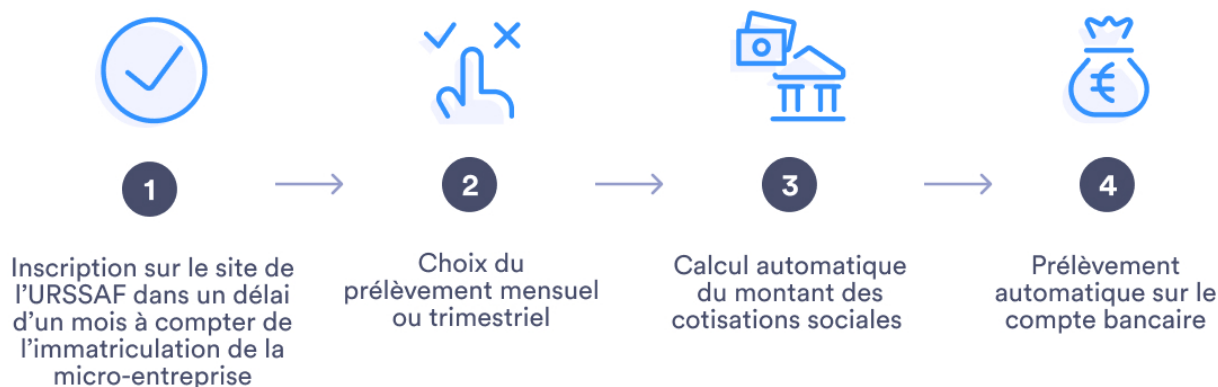 1
Inscription sur le site de
l'URSSAF dans un délai
d'un mois à compter de
l'immatriculation de la
micro-entreprise
2
Choix du
prélèvement mensuel
ou trimestriel
3
Calcul automatique
du montant des
cotisations sociales
€
4
Prélèvement
automatique sur le
compte bancaire